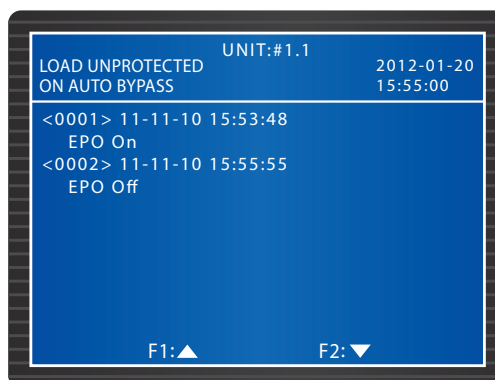 UNIT:#1.1
LOAD UNPROTECTED
ON AUTO BYPASS
2012-01-20
15:55:00
<0001> 11-11-10 15:53:48
EPO On
<0002> 11-11-10 15:55:55
EPO Off
F1:▲ F2:▼